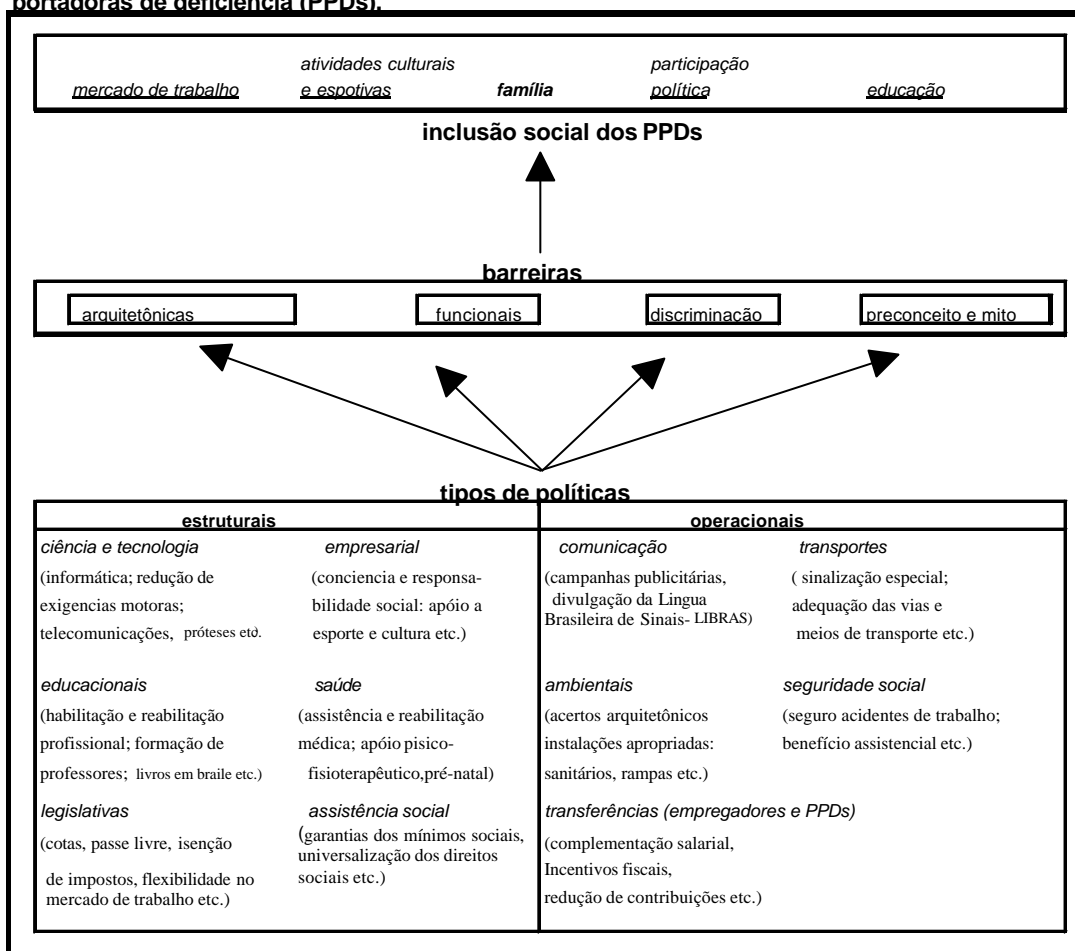 portadoras de deficiência (PPDs).
atividades culturais participação
mercado de trabalho e espotivas família política educação
inclusão social dos PPDs
barreiras
arquitetônicas funcionais discriminação preconceito e mito
tipos de políticas
estruturais operacionais
ciência e tecnologia empresarial comunicação transportes
(informática; redução de (conciencia e responsa- (campanhas publicitárias, ( sinalização especial;
exigencias motoras; bilidade social: apóio a divulgação da Lingua adequação das vias e
telecomunicações, próteses etc. esporte e cultura etc.) Brasileira de Sinais- LIBRAS) meios de transporte etc.)
educacionais saúde ambientais seguridade social
(habilitação e reabilitação (assistência e reabilitação (acertos arquitetônicos (seguro acidentes de trabalho;
profissional; formação de médica; apóio pisico- instalações apropriadas: benefício assistencial etc.)
professores; livros em braile etc.) fisioterapêutico,pré-natal) sanitários, rampas etc.)
legislativas assistência social transferências (empregadores e PPDs)
(cotas, passe livre, isenção (garantias dos mínimos sociais, (complementação salarial,
de impostos, flexibilidade no universalização dos direitos Incentivos fiscais,
mercado de trabalho etc.) sociais etc.) redução de contribuições etc.)